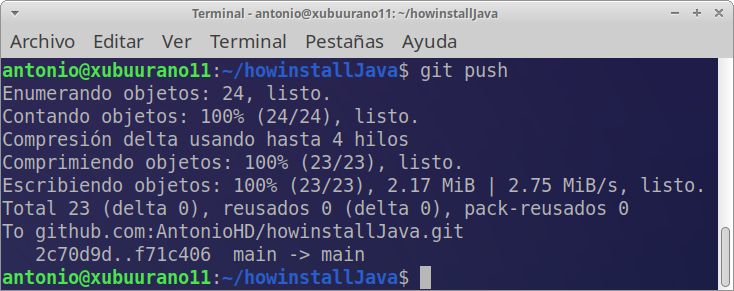 Terminal - antonio@xubuurano11: ~/howinstallJava
Archivo Editar Ver Terminal Pestañas Ayuda
antonio@xubuurano11:~/howinstallJava$ git push
Enumerando objetos: 24, listo.
Contando objetos: 100% (24/24), listo.
Compresión delta usando hasta 4 hilos
Comprimiendo objetos: 100% (23/23), listo.
Escribiendo objetos: 100% (23/23), 2.17 MiB | 2.75 MiB/s, listo.
Total 23 (delta 0), reusados 0 (delta 0), pack-reusados 0
To github.com:AntonioHD/howinstallJava.git
   2c70d9d..f71c406  main -> main
antonio@xubuurano11:~/howinstallJava$